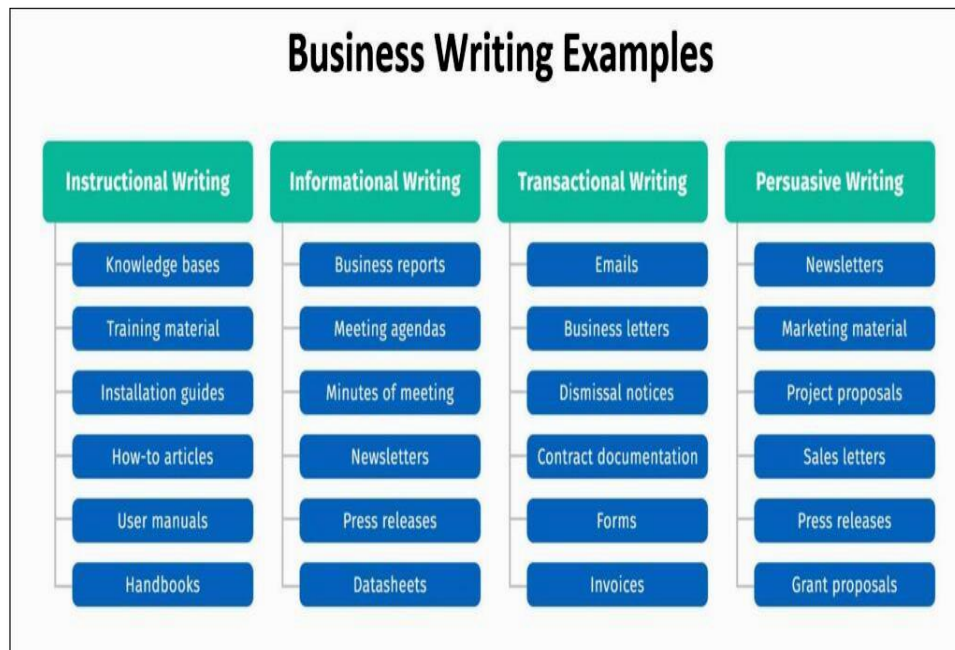 Business Writing Examples
Instructional Writing
Knowledge bases
Training material
Installation guides
How-to articles
User manuals
Handbooks
Informational Writing
Business reports
Meeting agendas
Minutes of meeting
Newsletters
Press releases
Datasheets
Transactional Writing
Emails
Business letters
Dismissal notices
Contract documentation
Forms
Invoices
Persuasive Writing
Newsletters
Marketing material
Project proposals
Sales letters
Press releases
Grant proposals